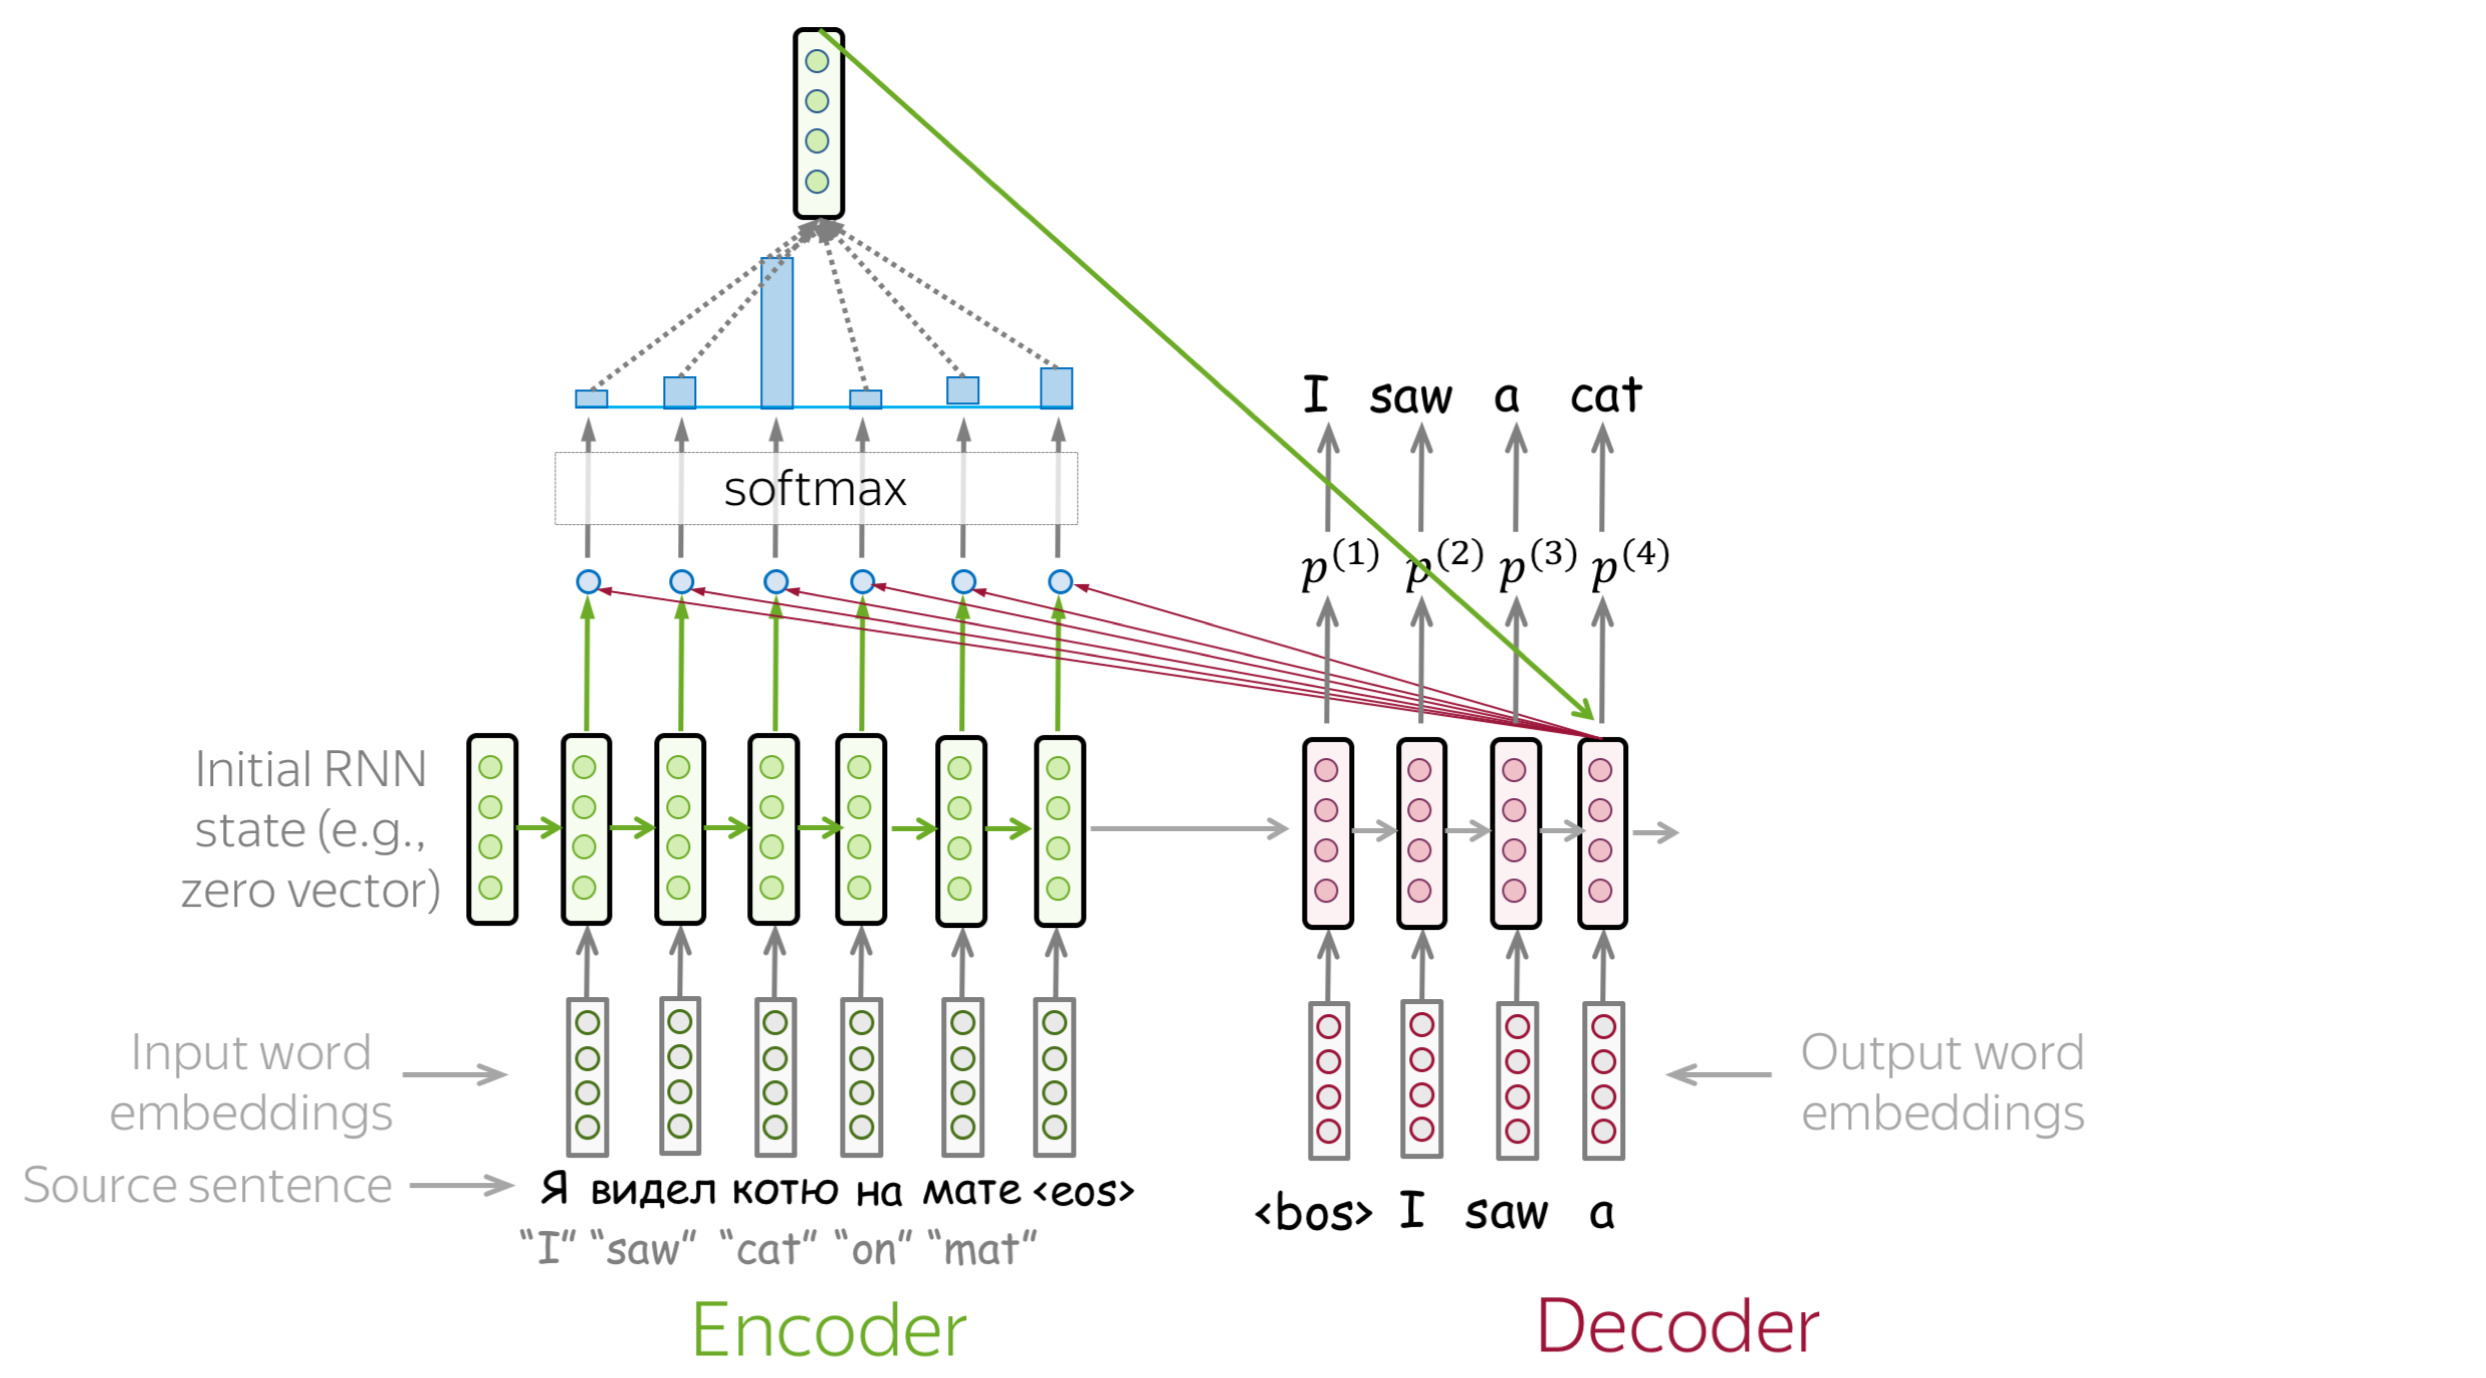 I saw a cat
softmax
p(1) p(2) p(3) p(4)
Initial RNN
state (e.g.,
zero vector)
Input word
embeddings
Output word
embeddings
Source sentence
Я видел котю на мате <eos>
"I" "saw" "cat" "on" "mat"
<bos> I saw a
Encoder
Decoder